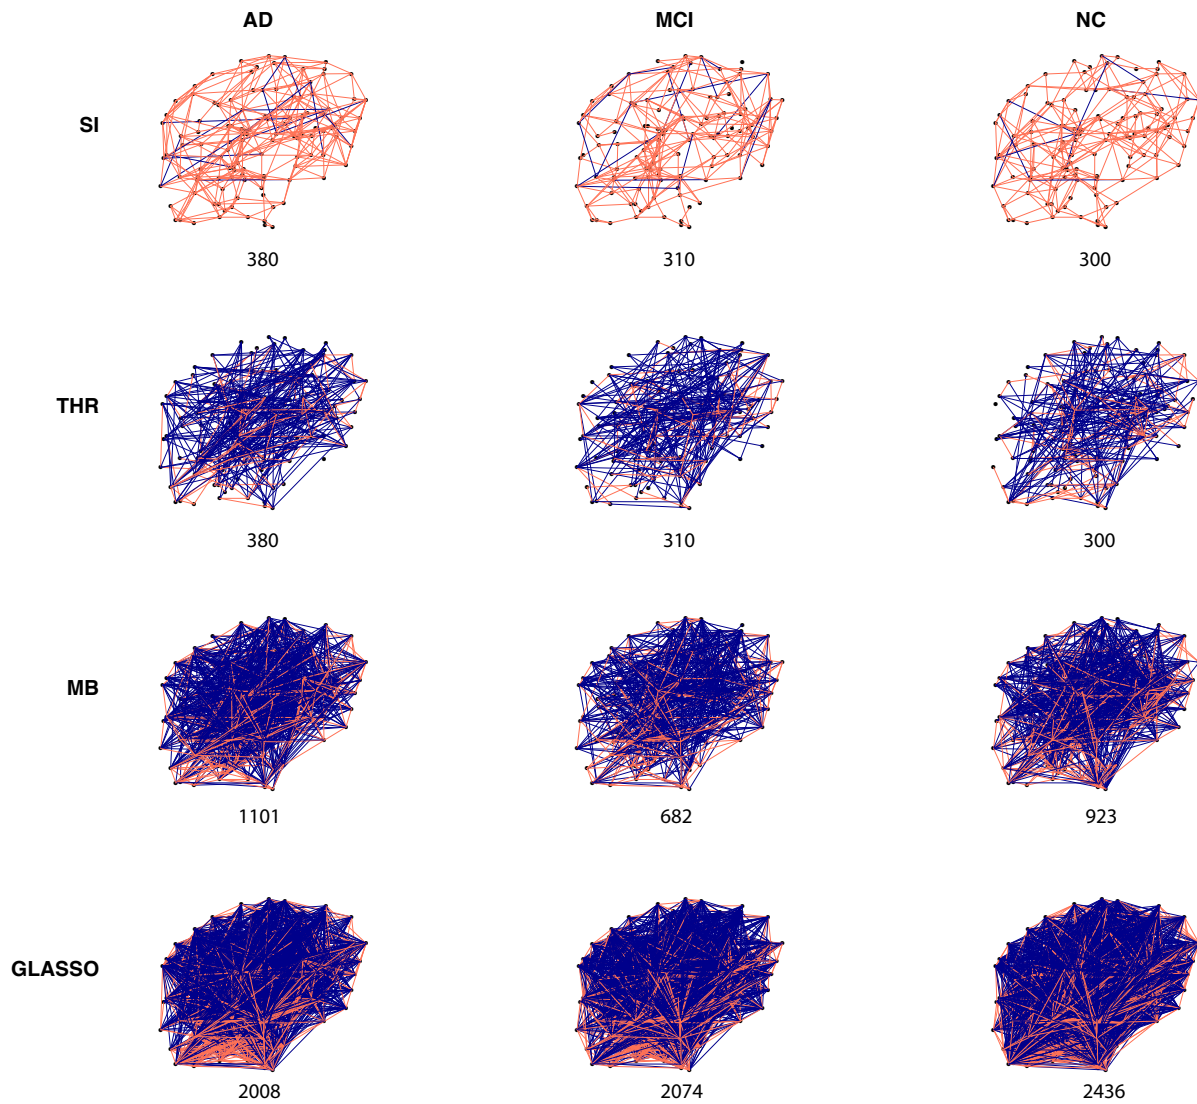 AD MCI NC
SI
380 310 300
THR
380 310 300
MB
1101 682 923
GLASSO
2008 2074 2436